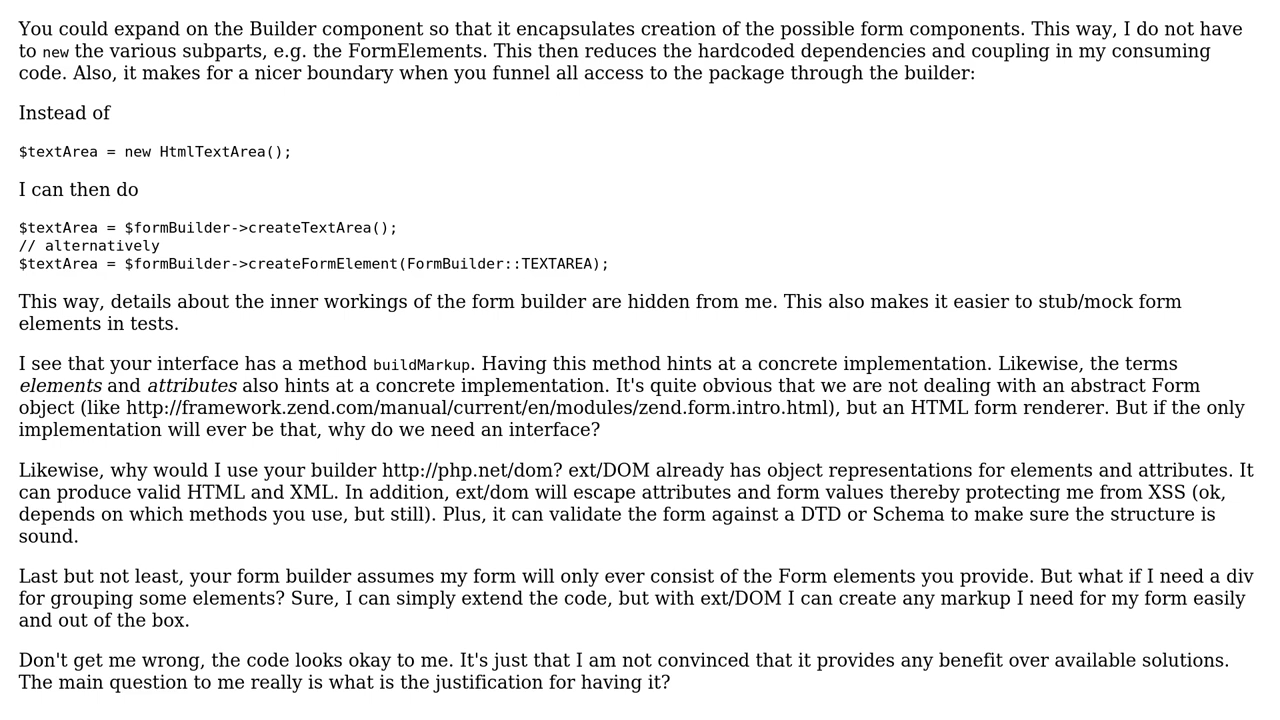 You could expand on the Builder component so that it encapsulates creation of the possible form components. This way, I do not have
to new the various subparts, e.g. the FormElements. This then reduces the hardcoded dependencies and coupling in my consuming
code. Also, it makes for a nicer boundary when you funnel all access to the package through the builder:
Instead of
$textArea = new HtmlTextArea();
I can then do
$textArea = $formBuilder->createTextArea();
// alternatively
$textArea = $formBuilder->createFormElement(FormBuilder::TEXTAREA);
This way, details about the inner workings of the form builder are hidden from me. This also makes it easier to stub/mock form
elements in tests.
I see that your interface has a method buildMarkup. Having this method hints at a concrete implementation. Likewise, the terms
elements and attributes also hints at a concrete implementation. It's quite obvious that we are not dealing with an abstract Form
object (like http://framework.zend.com/manual/current/en/modules/zend.form.intro.html), but an HTML form renderer. But if the only
implementation will ever be that, why do we need an interface?
Likewise, why would I use your builder http://php.net/dom? ext/DOM already has object representations for elements and attributes. It
can produce valid HTML and XML. In addition, ext/dom will escape attributes and form values thereby protecting me from XSS (ok,
depends on which methods you use, but still). Plus, it can validate the form against a DTD or Schema to make sure the structure is
sound.
Last but not least, your form builder assumes my form will only ever consist of the Form elements you provide. But what if I need a div
for grouping some elements? Sure, I can simply extend the code, but with ext/DOM I can create any markup I need for my form easily
and out of the box.
Don't get me wrong, the code looks okay to me. It's just that I am not convinced that it provides any benefit over available solutions.
The main question to me really is what is the justification for having it?